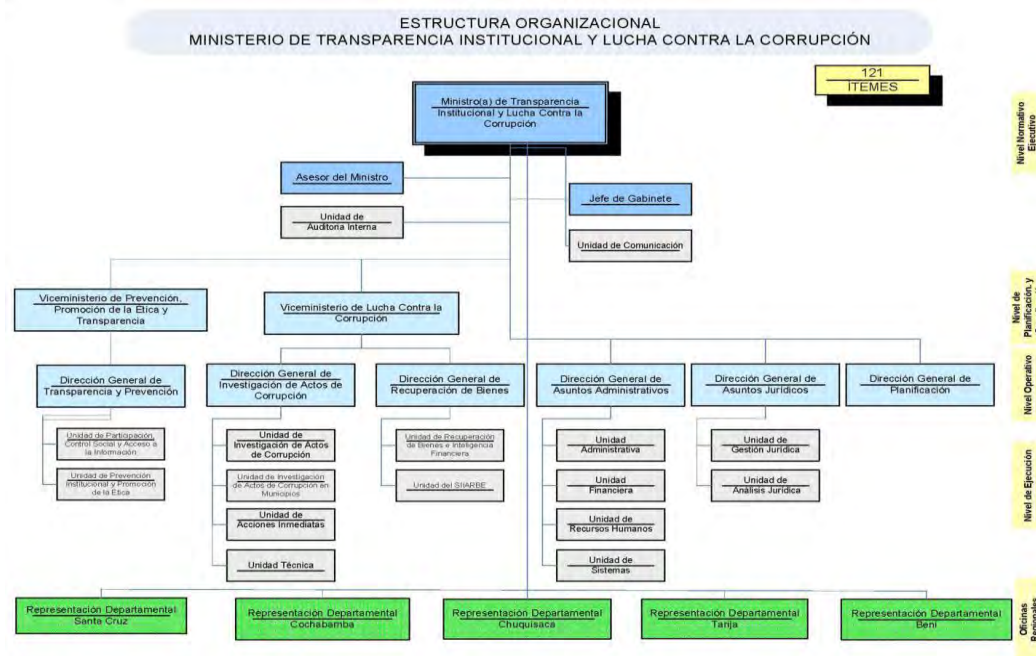 ESTRUCTURA ORGANIZACIONAL
MINISTERIO DE TRANSPARENCIA INSTITUCIONAL Y LUCHA CONTRA LA CORRUPCIÓN
121
ITEMES
Ministro(a) de Transparencia
Institucional y Lucha Contra la
Corrupción
Nivel Normativo
Ejecutivo
Asesor del Ministro
Jefe de Gabinete
Unidad de
Auditoria Interna
Unidad de Comunicación
Viceministerio de Prevención,
Promoción de la Ética y
Transparencia
Viceministerio de Lucha Contra la
Corrupción
Nivel de
Planificación. y
Dirección General de
Transparencia y Prevención
Dirección General de
Investigación de Actos de
Corrupción
Dirección General de
Recuperación de Bienes
Dirección General de
Asuntos Administrativos
Dirección General de
Asuntos Jurídicos
Dirección General de
Planificación
Nivel Operativo
Unidad de Participación,
Control Social y Acceso a
la Información
Unidad de Prevención
Institucional y Promoción
de la Ética
Unidad de
Investigación de Actos
de Corrupción
Unidad de Investigación
de Actos de Corrupción en
Municipios
Unidad de
Acciones Inmediatas
Unidad Técnica
Unidad de Recuperación
de Bienes e Inteligencia
Financiera
Unidad del SIIARBE
Unidad
Administrativa
Unidad
Financiera
Unidad de
Recursos Humanos
Unidad de
Sistemas
Unidad de
Gestión Jurídica
Unidad de
Análisis Jurídica
Nivel de Ejecución
Representación Departamental
Santa Cruz
Representación Departamental
Cochabamba
Representación Departamental
Chuquisaca
Representación Departamental
Tarija
Representación Departamental
Beni
Oficinas
Regionales